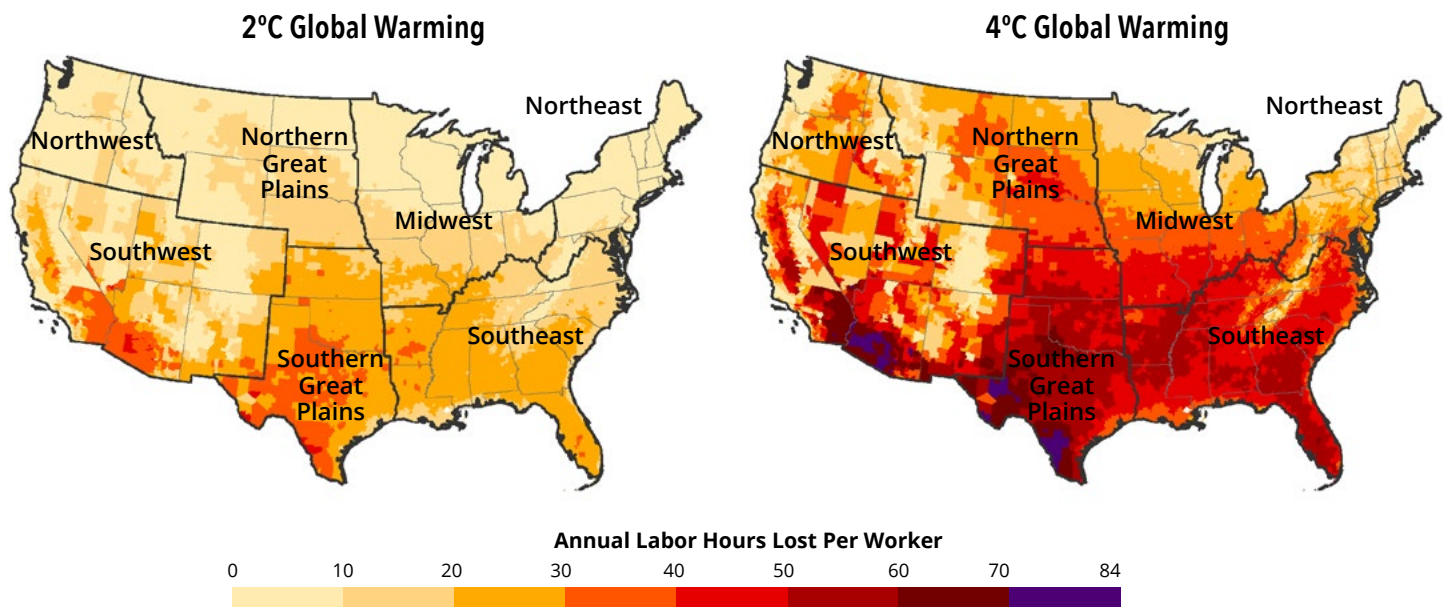 2ºC Global Warming
Northwest
Northern
Great
Plains
Northeast
Midwest
Southwest
Southeast
Southern
Great
Plains
4ºC Global Warming
Northwest
Northern
Great
Plains
Northeast
Midwest
Southwest
Southeast
Southern
Great
Plains
Annual Labor Hours Lost Per Worker
0 10 20 30 40 50 60 70 84